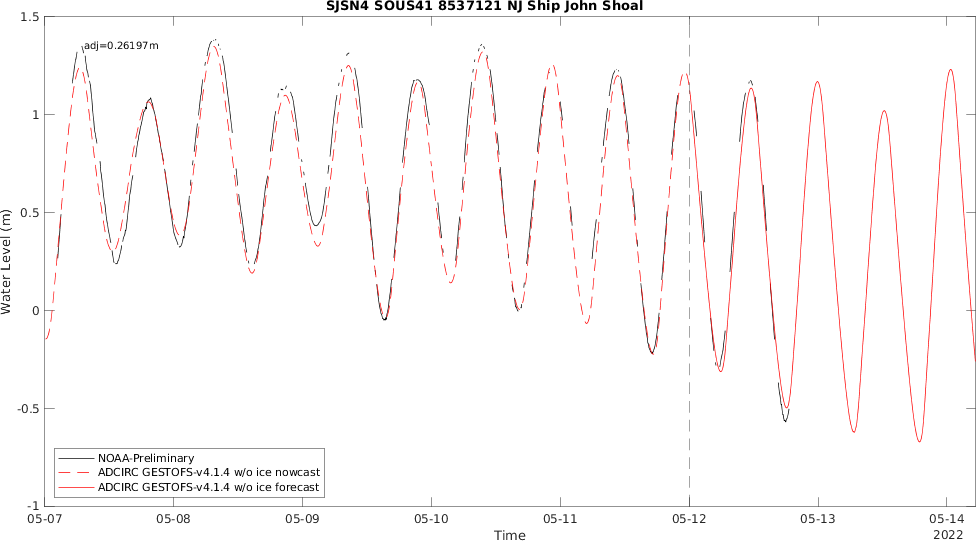 SJSN4 SOUS41 8537121 NJ Ship John Shoal
1.5
adj=0.26197m
1
0.5
Water Level (m)
0
-0.5
NOAA-Preliminary
ADCIRC GESTOFS-v4.1.4 w/o ice nowcast
ADCIRC GESTOFS-v4.1.4 w/o ice forecast
-1
05-07 05-08 05-09 05-10 05-11 05-12 05-13 05-14
Time 2022